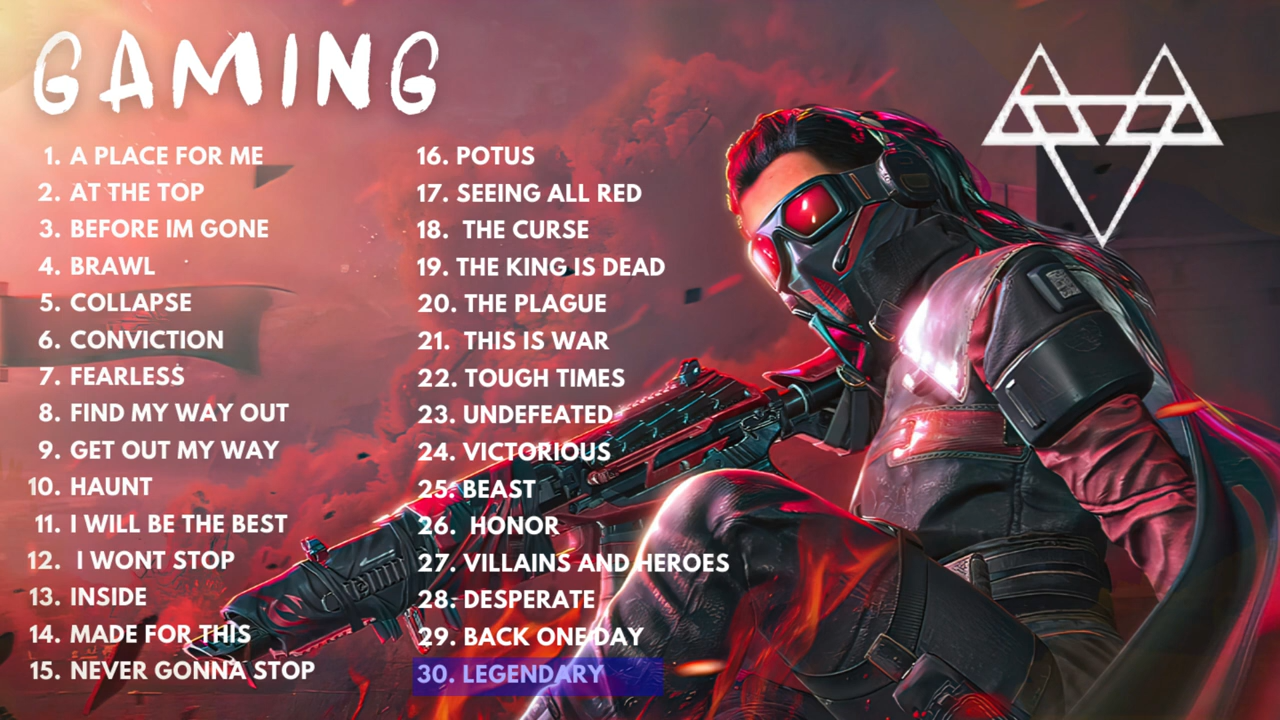 GAMING
1. A PLACE FOR ME
2. AT THE TOP
3. BEFORE IM GONE
4. BRAWL
5. COLLAPSE
6. CONVICTION
7. FEARLESS
8. FIND MY WAY OUT
9. GET OUT MY WAY
10. HAUNT
11. I WILL BE THE BEST
12. I WONT STOP
13. INSIDE
14. MADE FOR THIS
15. NEVER GONNA STOP
16. POTUS
17. SEEING ALL RED
18. THE CURSE
19. THE KING IS DEAD
20. THE PLAGUE
21. THIS IS WAR
22. TOUGH TIMES
23. UNDEFEATED
24. VICTORIOUS
25. BEAST
26. HONOR
27. VILLAINS AND HEROES
28. DESPERATE
29. BACK ONE DAY
30. LEGENDARY